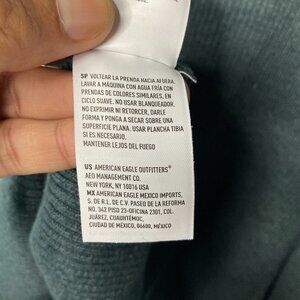 SP VOLTEAR LA PRENDA HACIA AFUERA.
LAVAR A MÁQUINA CON AGUA FRÍA CON
PRENDAS DE COLORES SIMILARES, EN
CICLO SUAVE. NO USAR BLANQUEADOR.
NO EXPRIMIR NI RETORCER, DARLE
FORMA Y PONGA A SECAR SOBRE UNA
SUPERFICIE PLANA. USAR PLANCHA TIBIA
SI ES NECESARIO.
MANTENER LEJOS DEL FUEGO
US AMERICAN EAGLE OUTFITTERS®
AEO MANAGEMENT CO.
NEW YORK, NY 10016 USA
MX AMERICAN EAGLE MEXICO IMPORTS,
S. DE R.L. DE C.V. PASEO DE LA REFORMA
NO. 342 PISO 23-OFICINA 2301, COL.
JUÁREZ, CUAUHTEMOC,
CIUDAD DE MÉXICO, 06600, MÉXICO